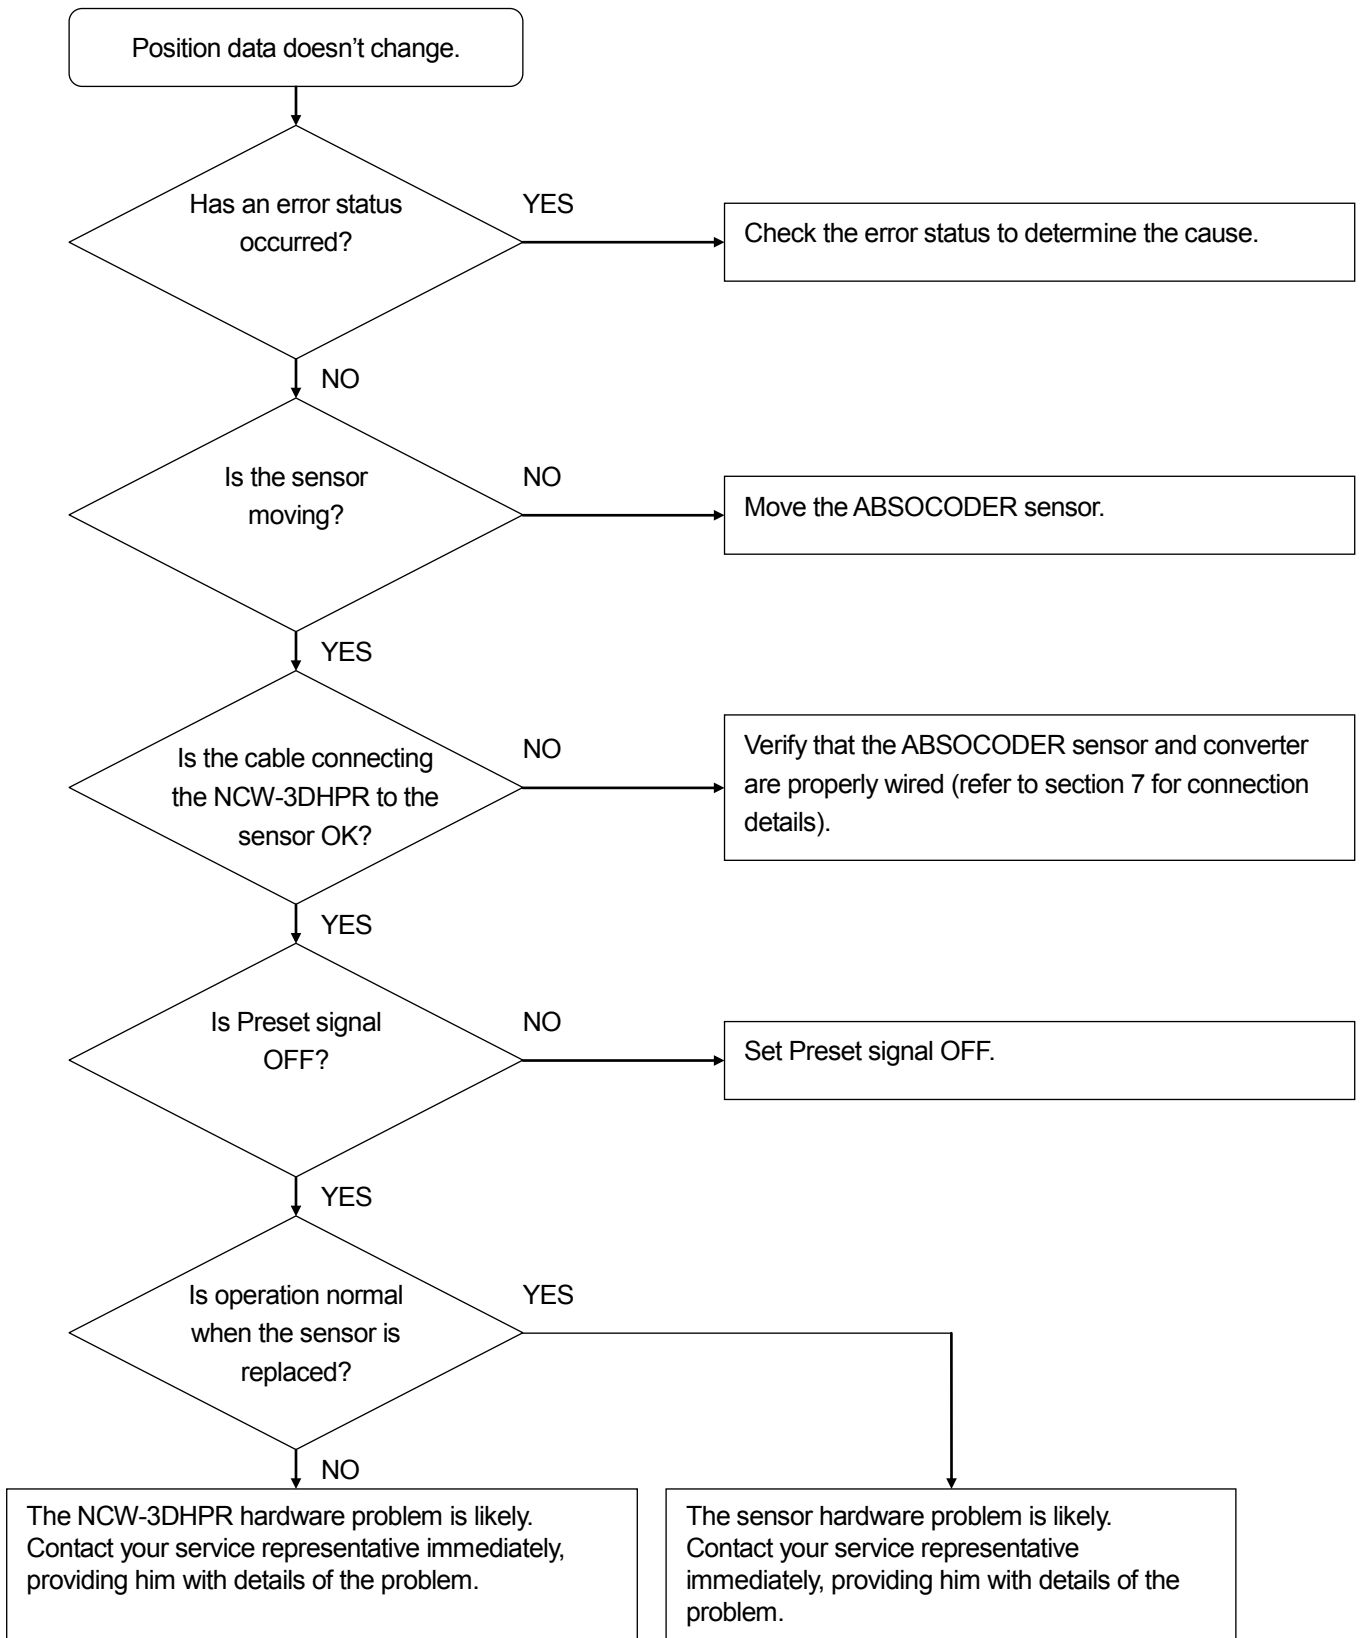 Position data doesn’t change.
Has an error status
occurred?
YES
Check the error status to determine the cause.
NO
Is the sensor
moving?
NO
Move the ABSOCODER sensor.
YES
Is the cable connecting
the NCW-3DHPR to the
sensor OK?
NO
Verify that the ABSOCODER sensor and converter
are properly wired (refer to section 7 for connection
details).
YES
Is Preset signal
OFF?
NO
Set Preset signal OFF.
YES
Is operation normal
when the sensor is
replaced?
YES
NO
The NCW-3DHPR hardware problem is likely.
Contact your service representative immediately,
providing him with details of the problem.
The sensor hardware problem is likely.
Contact your service representative
immediately, providing him with details of the
problem.